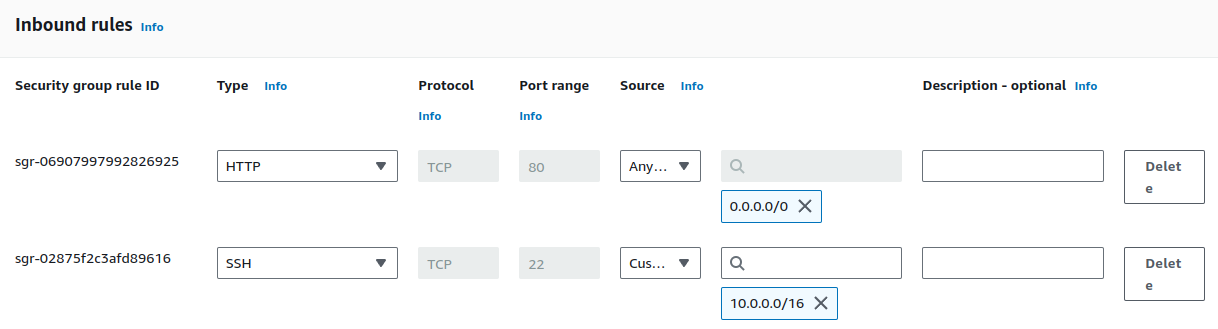 Inbound rules Info
Security group rule ID Type Info Protocol Info Port range Info Source Info Description - optional Info
sgr-06907997992826925 HTTP TCP 80 Any... Delete
0.0.0.0/0
sgr-02875f2c3afd89616 SSH TCP 22 Cus... Delete
10.0.0.0/16